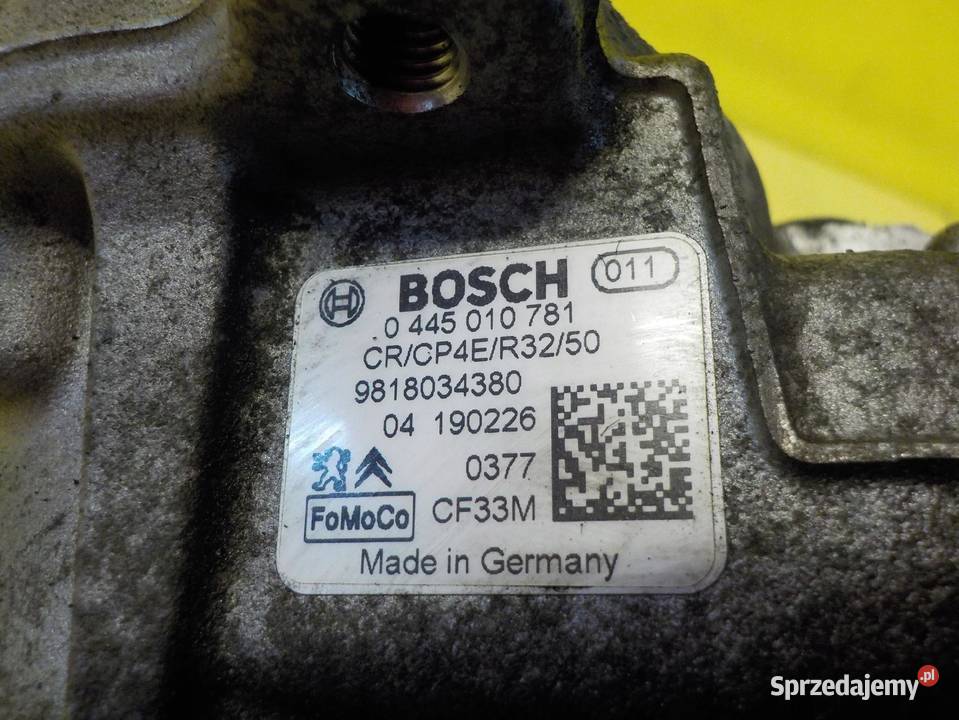 BOSCH 011
0 445 010 781
CR/CP4E/R32/50
9818034380
04 190226
0377
FoMoCo CF33M
Made in Germany
Sprzedajemy.pl